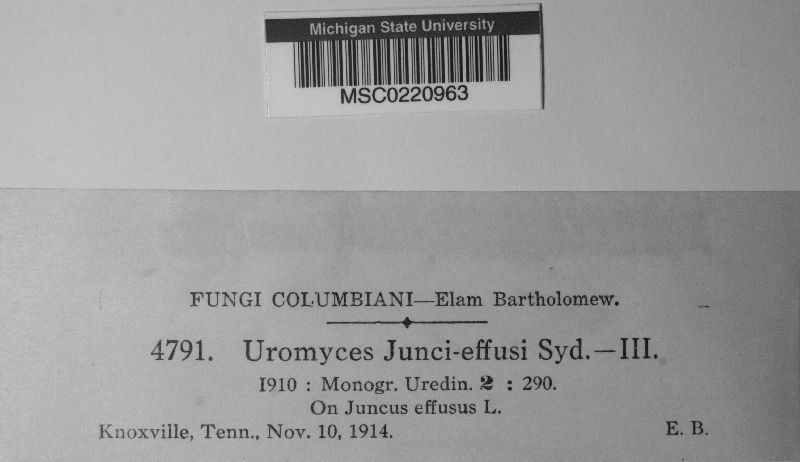 Michigan State University
MSC0220963
FUNGI COLUMBIANI—Elam Bartholomew.
4791. Uromyces Junci-effusi Syd.—III.
1910 : Monogr. Uredin. 2 : 290.
On Juncus effusus L.
Knoxville, Tenn., Nov. 10, 1914. E. B.